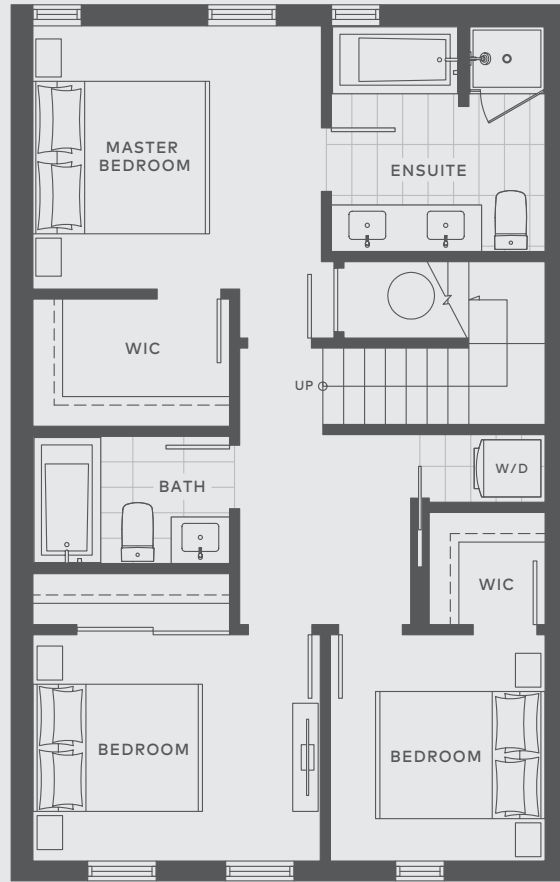 MASTER
BEDROOM
ENSUITE
WIC
UP
BATH
W/D
WIC
BEDROOM
BEDROOM